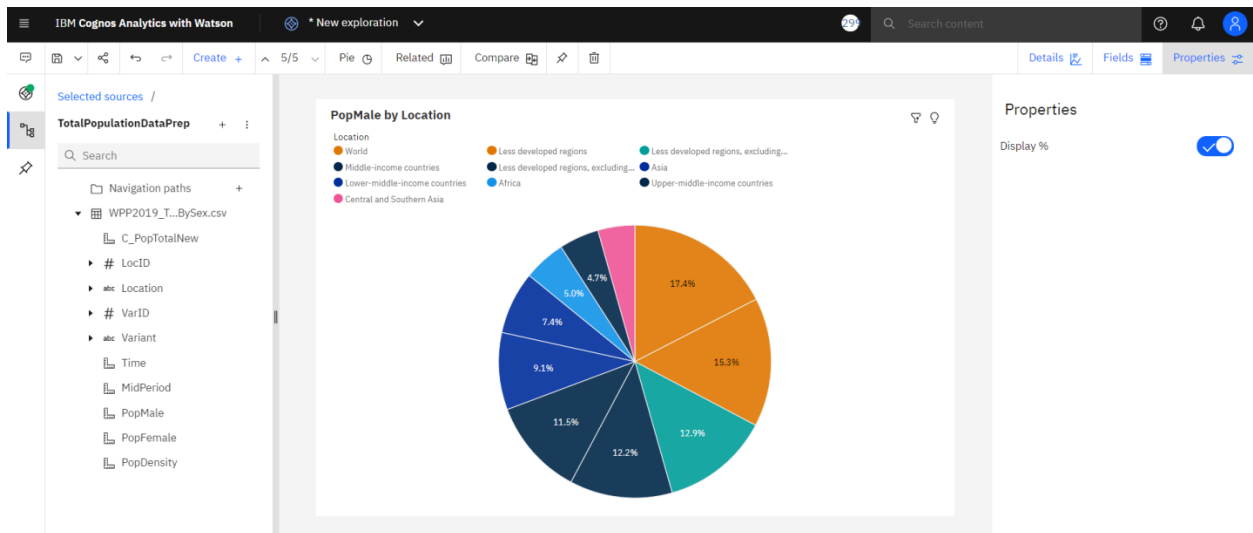 IBM Cognos Analytics with Watson
* New exploration
299
Search content
Create +
5/5
Pie
Related
Compare
Details
Fields
Properties
Selected sources /
TotalPopulationDataPrep + :
Search
Navigation paths +
WPP2019_T...BySex.csv
C_PopTotalNew
# LocID
abc Location
# VarID
abc Variant
Time
MidPeriod
PopMale
PopFemale
PopDensity
PopMale by Location
Location
World
Less developed regions
Less developed regions, excluding...
Middle-income countries
Less developed regions, excluding...
Asia
Lower-middle-income countries
Africa
Upper-middle-income countries
Central and Southern Asia
4.7%
17.4%
5.0%
7.4%
15.3%
9.1%
11.5%
12.9%
12.2%
Properties
Display %